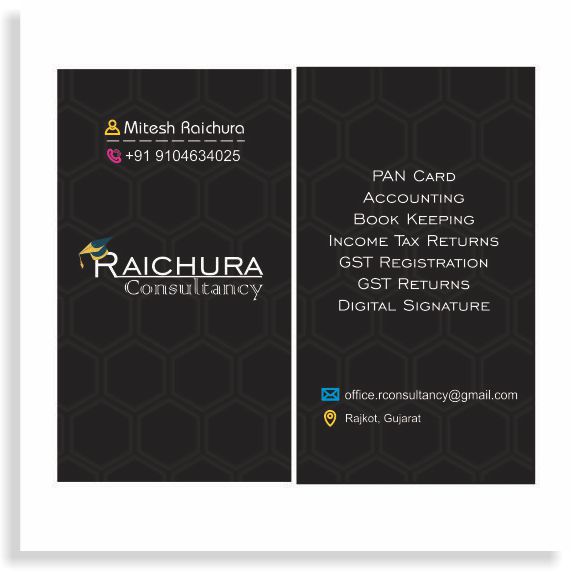 Mitesh Raichura
+91 9104634025
RAICHURA
Consultancy
PAN Card
Accounting
Book Keeping
Income Tax Returns
GST Registration
GST Returns
Digital Signature
office.rconsultancy@gmail.com
Rajkot, Gujarat